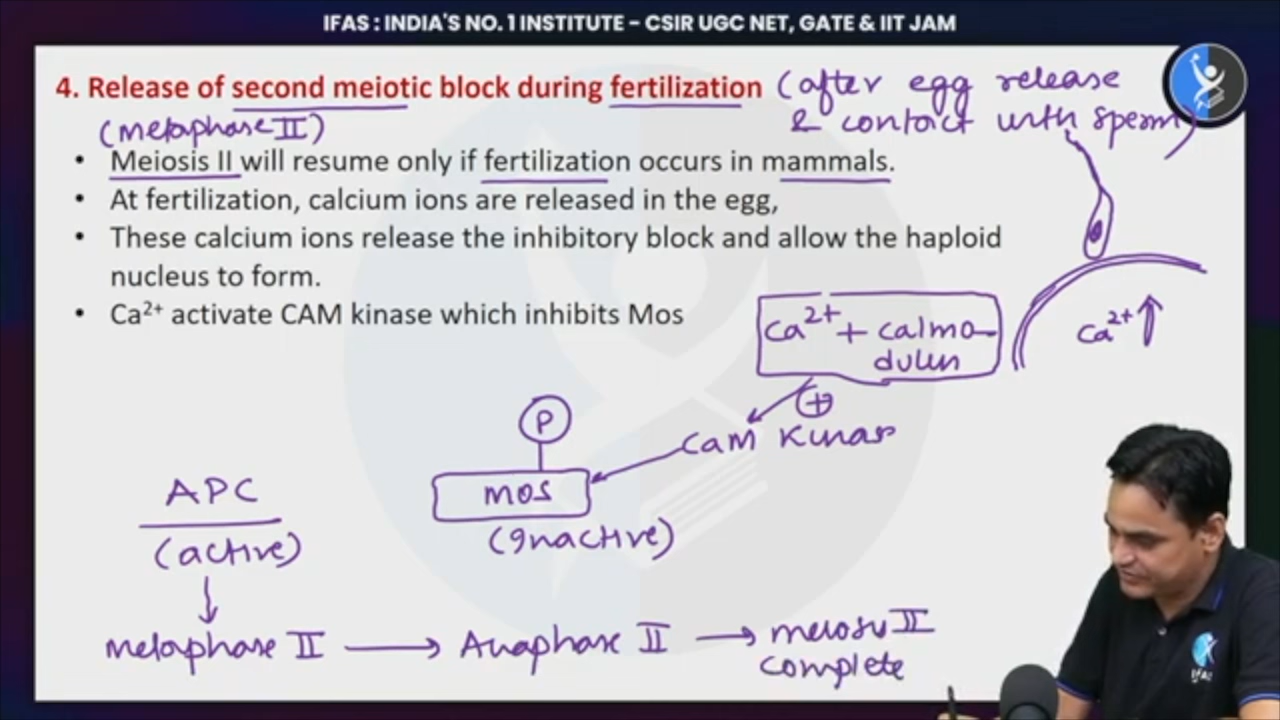 IFAS : INDIA'S NO. 1 INSTITUTE – CSIR UGC NET, GATE & IIT JAM
4. Release of second meiotic block during fertilization (after egg release
& contact with sperm)
(metaphase II)
• Meiosis II will resume only if fertilization occurs in mammals.
• At fertilization, calcium ions are released in the egg,
• These calcium ions release the inhibitory block and allow the haploid
nucleus to form.
• Ca²⁺ activate CAM kinase which inhibits Mos
Ca²⁺ + calmo-
dulin
Ca²⁺ ↑
+
CAM Kinase
P
MOS
(Inactive)
APC
(active)
↓
metaphase II → Anaphase II → meiosis II
complete
IFAS